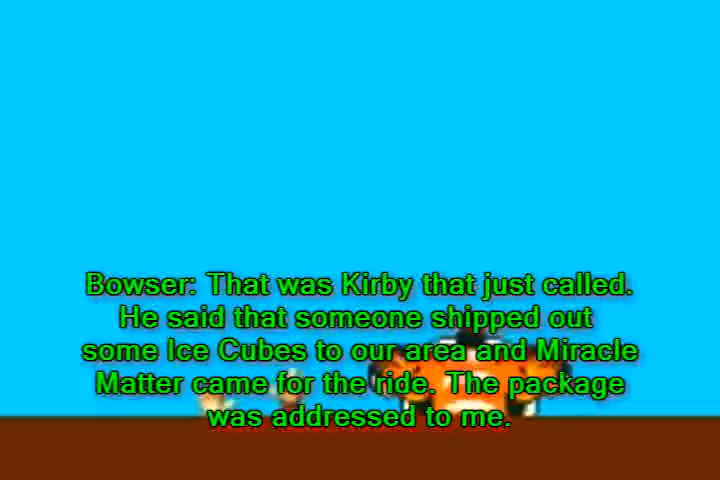 Bowser: That was Kirby that just called.
He said that someone shipped out
some Ice Cubes to our area and Miracle
Matter came for the ride. The package
was addressed to me.